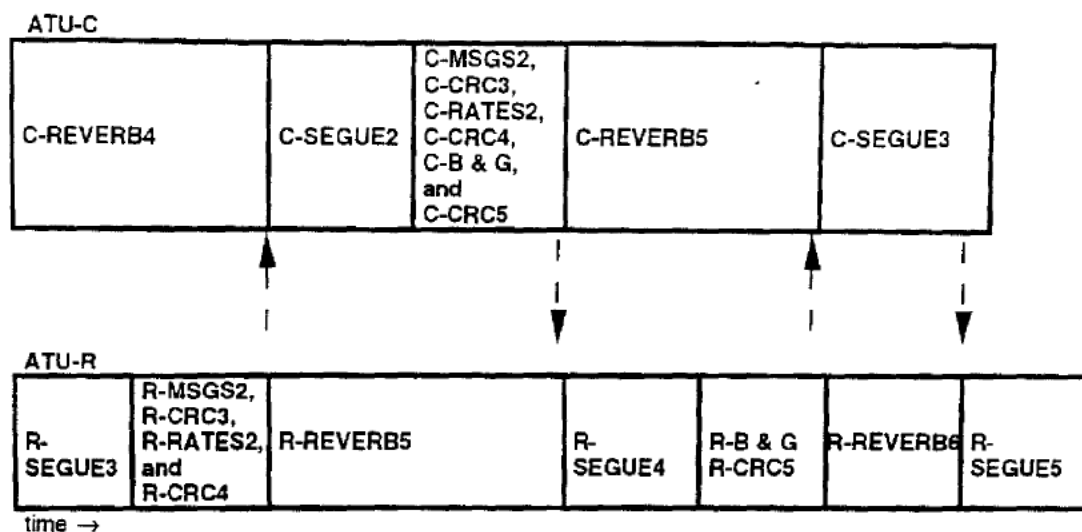 ATU-C
C-REVERB4
C-SEGUE2
C-MSGS2,
C-CRC3,
C-RATES2,
C-CRC4,
C-B & G,
and
C-CRC5
C-REVERB5
C-SEGUE3
ATU-R
R-
SEGUE3
R-MSGS2,
R-CRC3,
R-RATES2,
and
R-CRC4
R-REVERB5
R-
SEGUE4
R-B & G
R-CRC5
R-REVERB6
R-
SEGUE5
time →